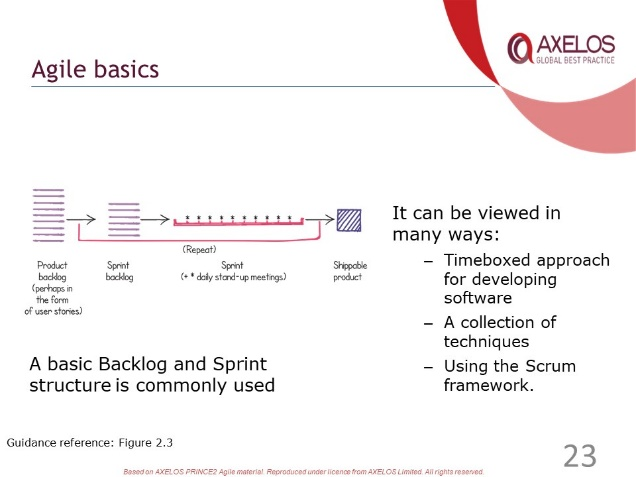 AXELOS
GLOBAL BEST PRACTICE
Agile basics
* * * * * * * * * *
(Repeat)
Product
backlog
(perhaps in
the form
of user stories)
Sprint
backlog
Sprint
(+ * daily stand-up meetings)
Shippable
product
It can be viewed in
many ways:
– Timeboxed approach
for developing
software
– A collection of
techniques
– Using the Scrum
framework.
A basic Backlog and Sprint
structure is commonly used
Guidance reference: Figure 2.3
Based on AXELOS PRINCE2 Agile material. Reproduced under licence from AXELOS Limited. All rights reserved.
23